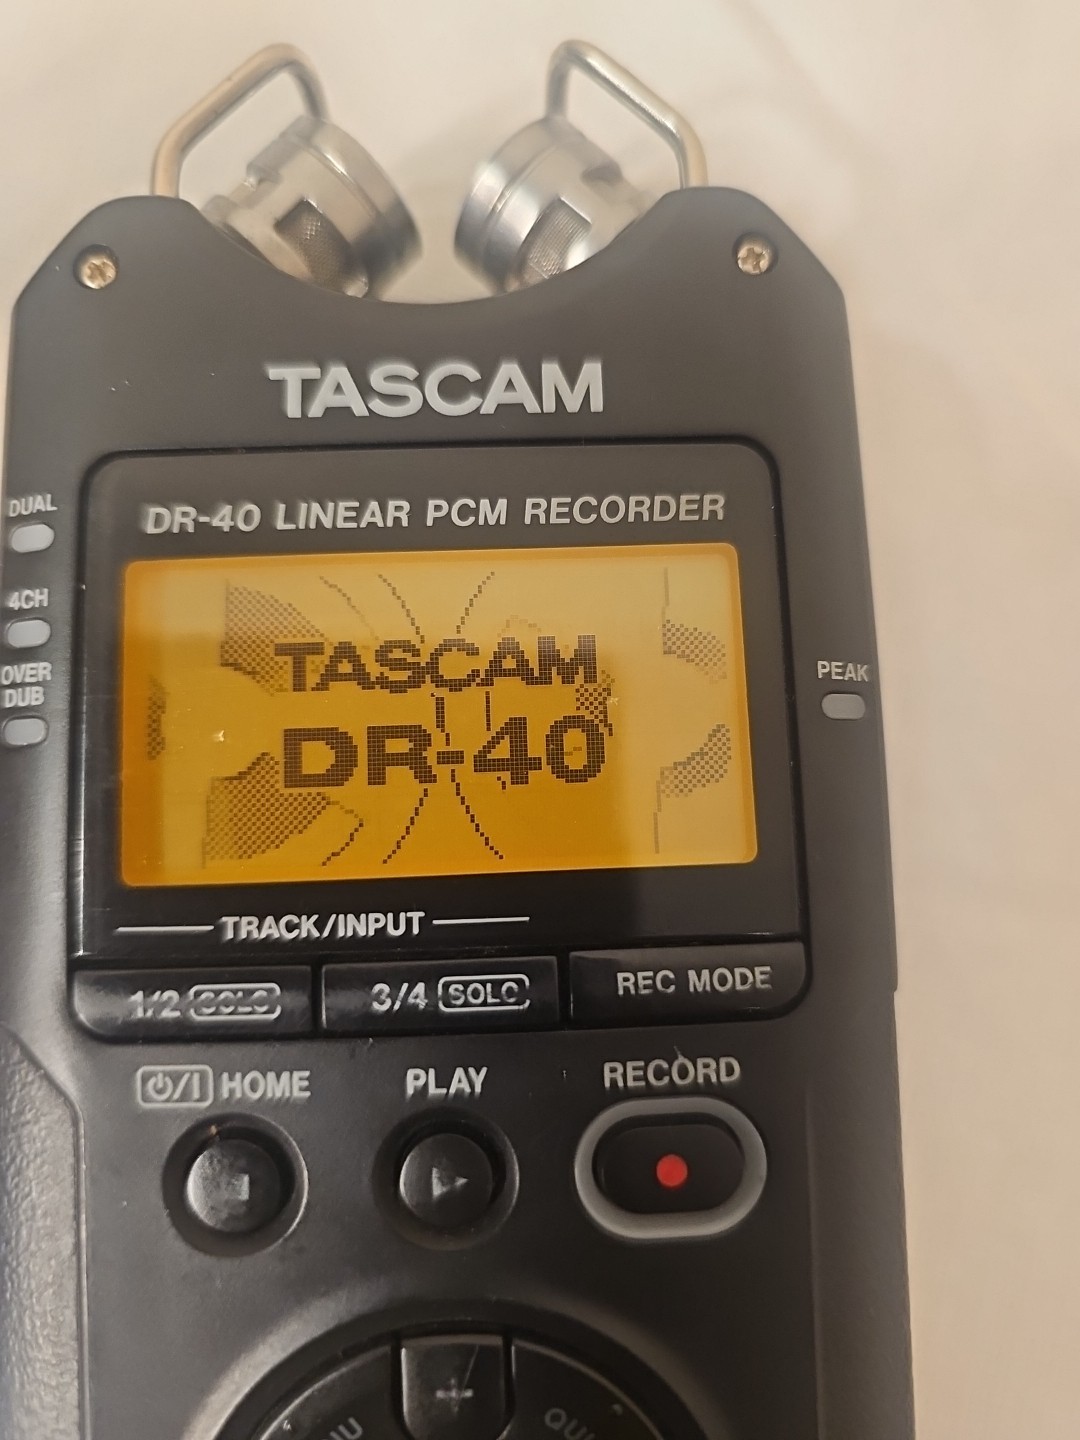 TASCAM
DR-40 LINEAR PCM RECORDER
DUAL
4CH
OVER
DUB
PEAK
TASCAM
DR-40
TRACK/INPUT
1/2 SOLO
3/4 SOLO
REC MODE
⏻/I HOME
PLAY
RECORD